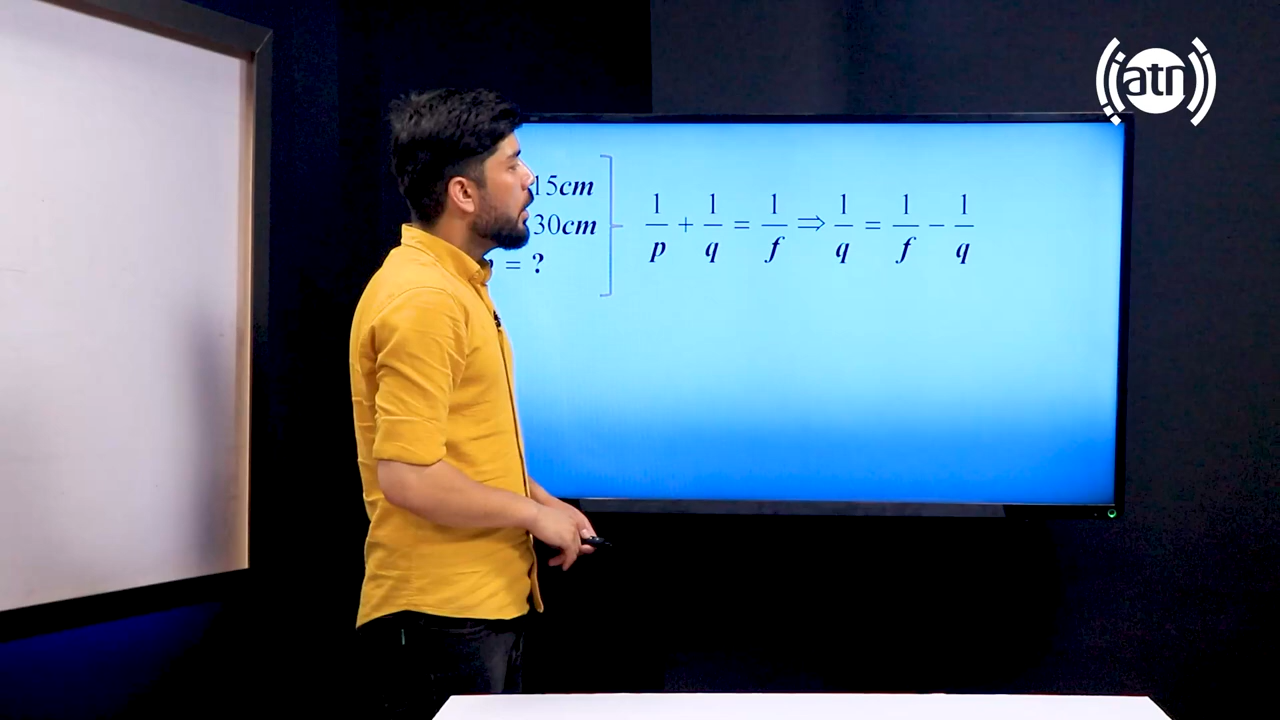 atn
15cm
30cm
= ?
1/p + 1/q = 1/f ⇒ 1/q = 1/f − 1/q